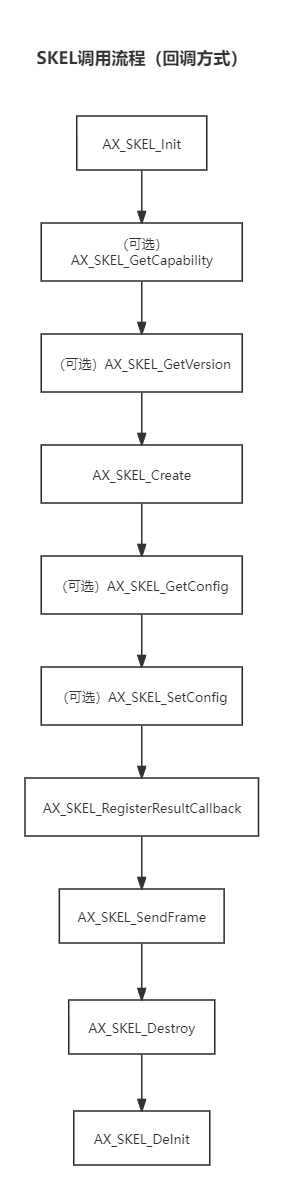 SKEL调用流程（回调方式）
AX_SKEL_Init
（可选）
AX_SKEL_GetCapability
（可选）AX_SKEL_GetVersion
AX_SKEL_Create
（可选）AX_SKEL_GetConfig
（可选）AX_SKEL_SetConfig
AX_SKEL_RegisterResultCallback
AX_SKEL_SendFrame
AX_SKEL_Destroy
AX_SKEL_DeInit